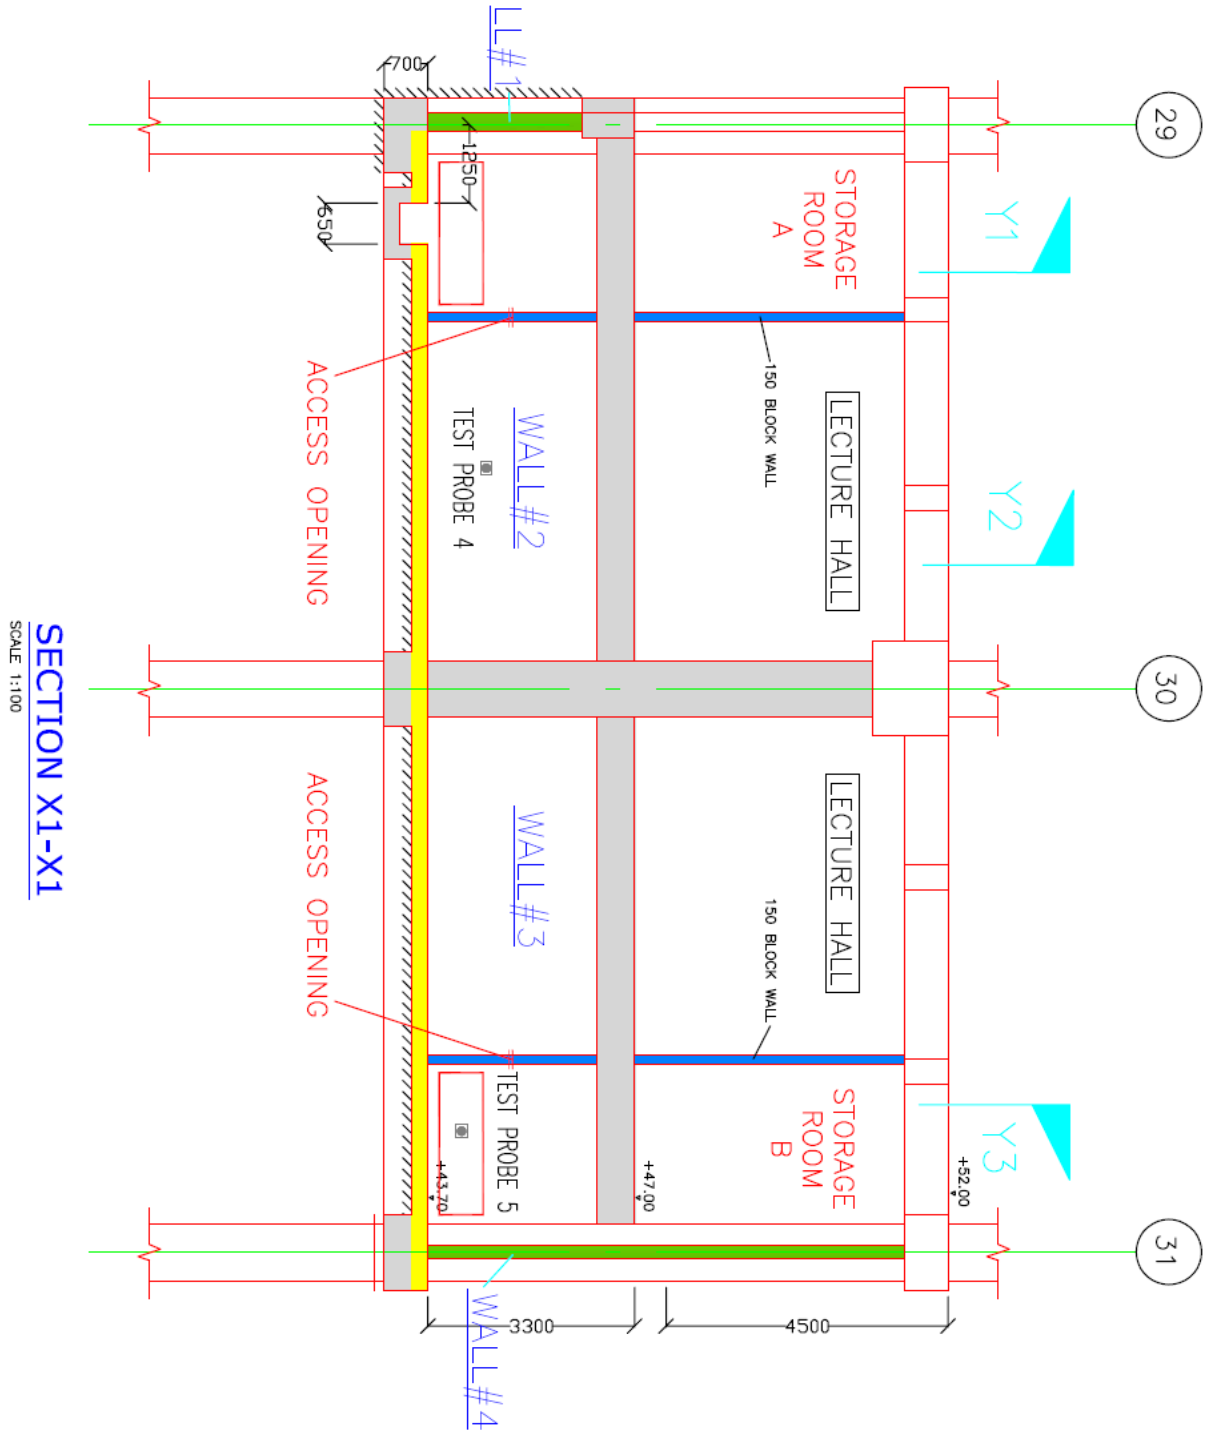 29
30
31
Y1
Y2
Y3
STORAGE
ROOM
A
LECTURE HALL
LECTURE HALL
STORAGE
ROOM
B
+52.00
150 BLOCK WALL
150 BLOCK WALL
+47.00
4500
LL#1
WALL#2
WALL#3
WALL#4
TEST PROBE 4
TEST PROBE 5
+43.70
3300
700
1250
650
ACCESS OPENING
ACCESS OPENING
SECTION X1-X1
SCALE 1:100